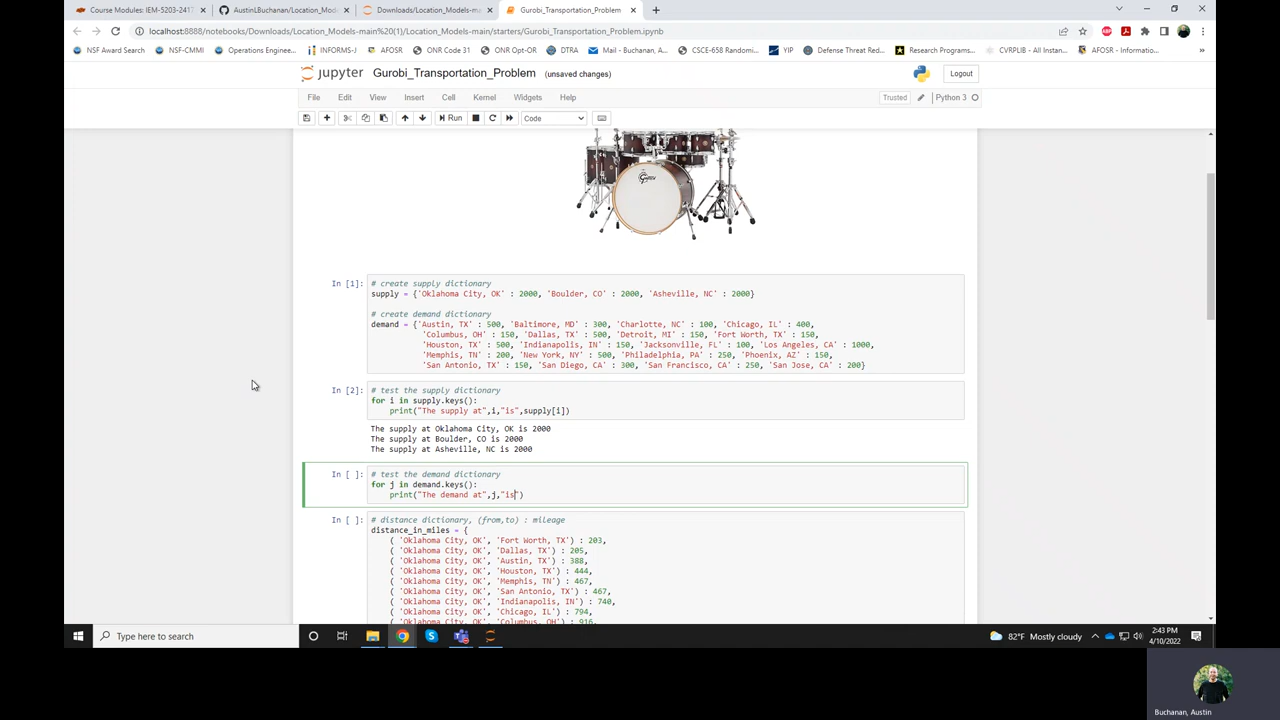 Course Modules: IEM-5203-2417
AustinLBuchanan/Location_Mode
Downloads/Location_Models-ma
Gurobi_Transportation_Problem
localhost:8888/notebooks/Downloads/Location_Models-main%20(1)/Location_Models-main/starters/Gurobi_Transportation_Problem.ipynb
NSF Award Search
NSF-CMMI
Operations Enginee...
INFORMS-J
AFOSR
ONR Code 31
ONR Opt-OR
DTRA
Mail - Buchanan, A...
CSCE-658 Randomi...
YIP
Defense Threat Red...
Research Programs...
CVRPLIB - All Instan...
AFOSR - Informatio...
jupyter Gurobi_Transportation_Problem (unsaved changes)
Logout
File Edit View Insert Cell Kernel Widgets Help
Trusted
Python 3
Run
Code
Gretsch
In [1]:
# create supply dictionary
supply = {'Oklahoma City, OK' : 2000, 'Boulder, CO' : 2000, 'Asheville, NC' : 2000}
# create demand dictionary
demand = {'Austin, TX' : 500, 'Baltimore, MD' : 300, 'Charlotte, NC' : 100, 'Chicago, IL' : 400,
'Columbus, OH' : 150, 'Dallas, TX' : 500, 'Detroit, MI' : 150, 'Fort Worth, TX' : 150,
'Houston, TX' : 500, 'Indianapolis, IN' : 150, 'Jacksonville, FL' : 100, 'Los Angeles, CA' : 1000,
'Memphis, TN' : 200, 'New York, NY' : 500, 'Philadelphia, PA' : 250, 'Phoenix, AZ' : 150,
'San Antonio, TX' : 150, 'San Diego, CA' : 300, 'San Francisco, CA' : 250, 'San Jose, CA' : 200}
In [2]:
# test the supply dictionary
for i in supply.keys():
print("The supply at",i,"is",supply[i])
The supply at Oklahoma City, OK is 2000
The supply at Boulder, CO is 2000
The supply at Asheville, NC is 2000
In [ ]:
# test the demand dictionary
for j in demand.keys():
print("The demand at",j,"is")
In [ ]:
# distance dictionary, (from,to) : mileage
distance_in_miles = {
( 'Oklahoma City, OK', 'Fort Worth, TX') : 203,
( 'Oklahoma City, OK', 'Dallas, TX') : 205,
( 'Oklahoma City, OK', 'Austin, TX') : 388,
( 'Oklahoma City, OK', 'Houston, TX') : 444,
( 'Oklahoma City, OK', 'Memphis, TN') : 467,
( 'Oklahoma City, OK', 'San Antonio, TX') : 467,
( 'Oklahoma City, OK', 'Indianapolis, IN') : 740,
( 'Oklahoma City, OK', 'Chicago, IL') : 794,
( 'Oklahoma City, OK', 'Columbus, OH') : 916,
Type here to search
82°F Mostly cloudy
2:43 PM
4/10/2022
Buchanan, Austin